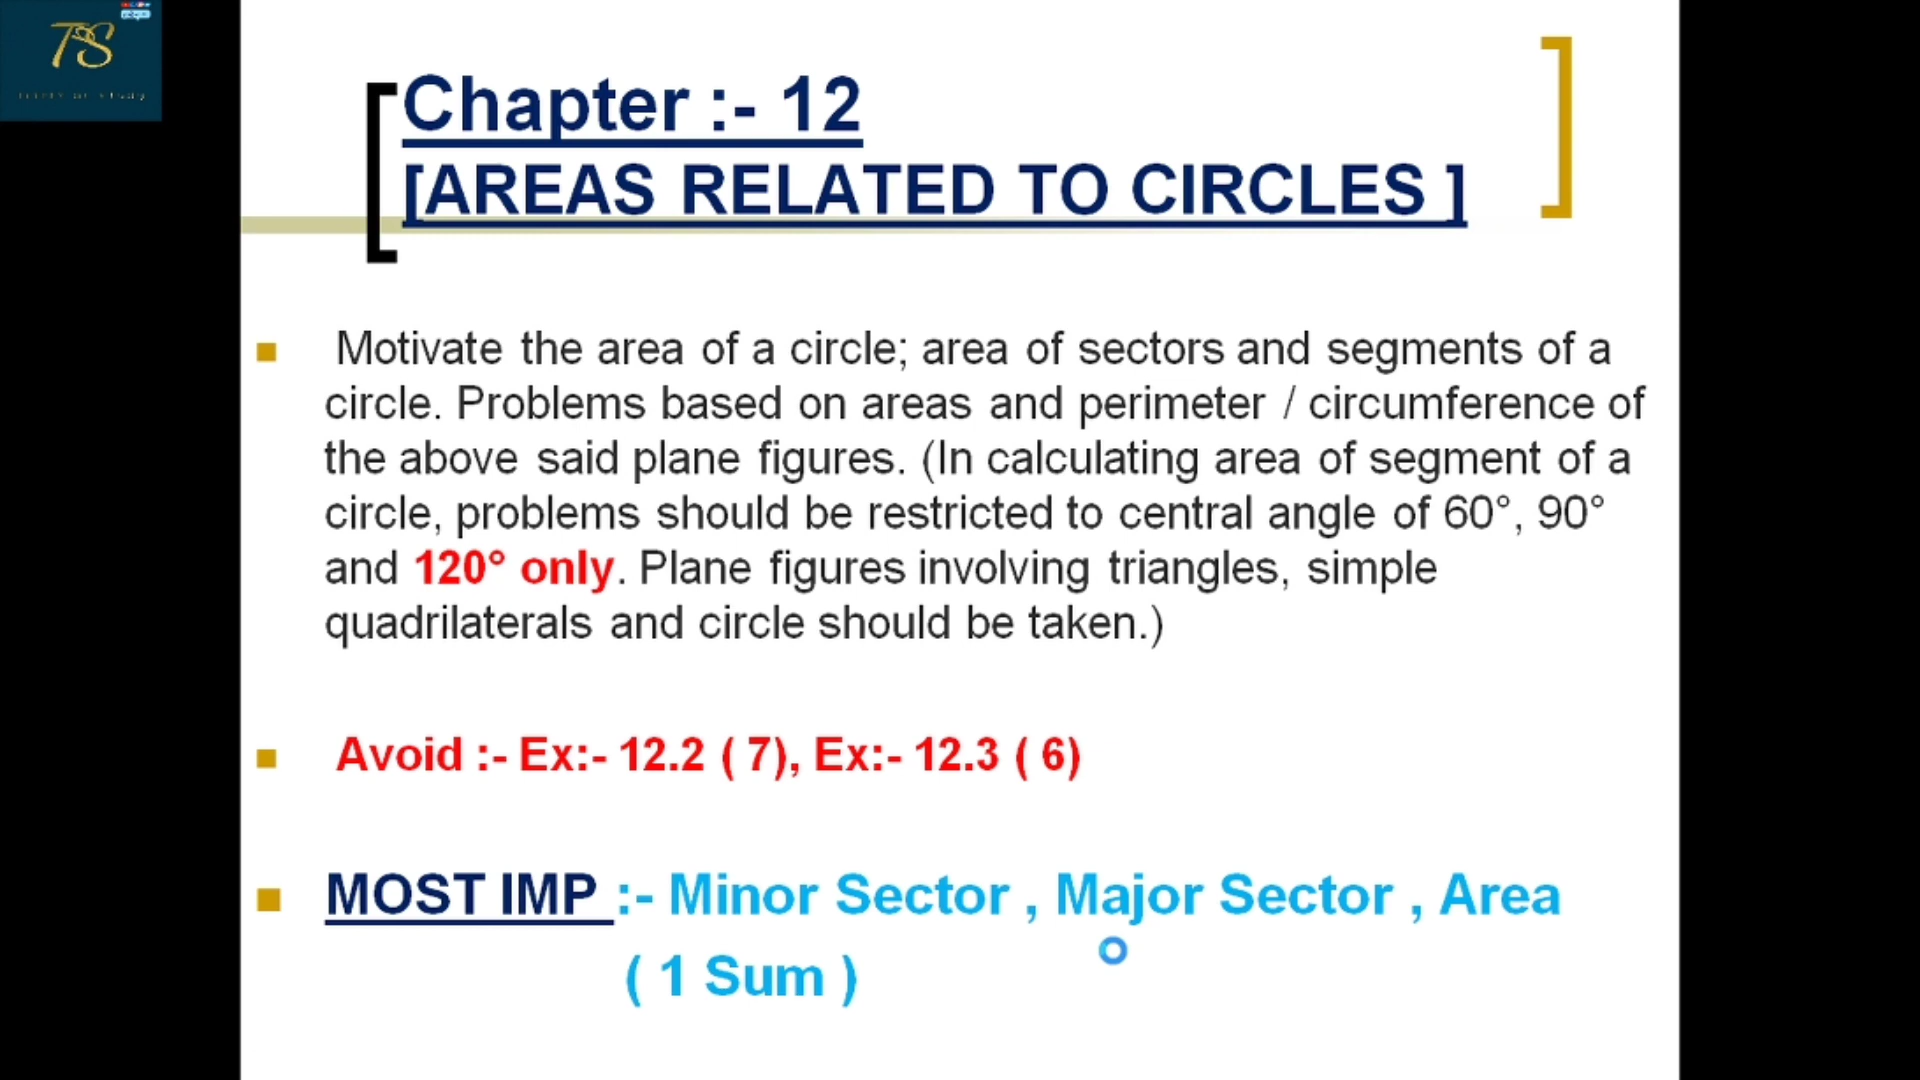 TS
Chapter :- 12
[AREAS RELATED TO CIRCLES ]
Motivate the area of a circle; area of sectors and segments of a
circle. Problems based on areas and perimeter / circumference of
the above said plane figures. (In calculating area of segment of a
circle, problems should be restricted to central angle of 60°, 90°
and 120° only. Plane figures involving triangles, simple
quadrilaterals and circle should be taken.)
Avoid :- Ex:- 12.2 ( 7), Ex:- 12.3 ( 6)
MOST IMP :- Minor Sector , Major Sector , Area
( 1 Sum )